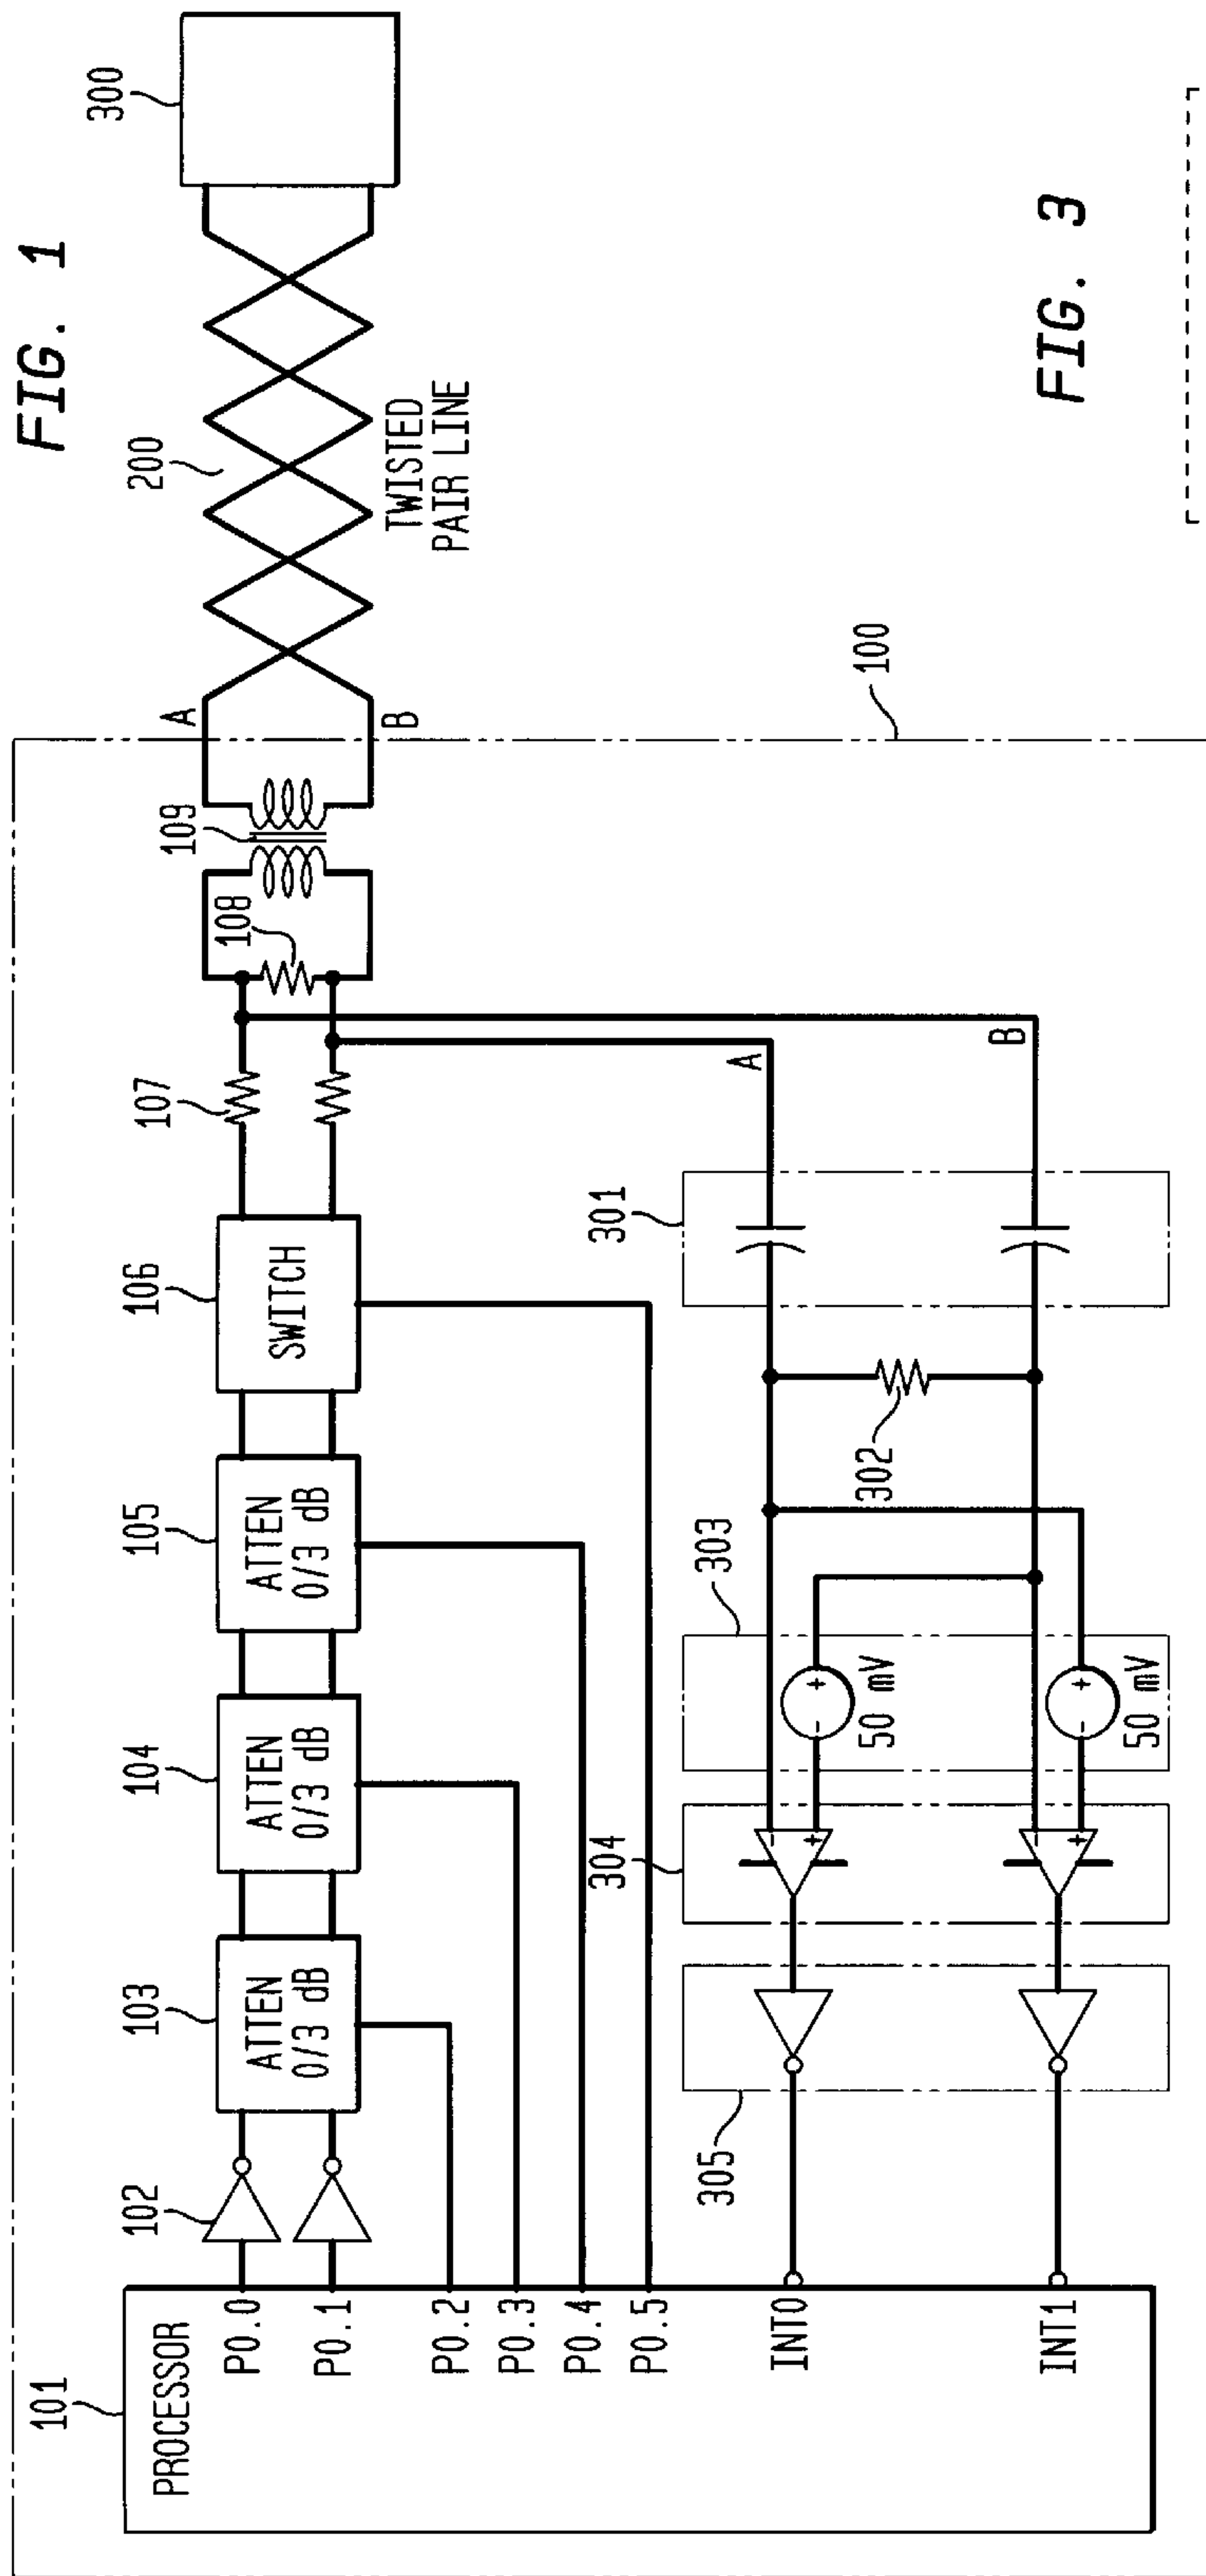 FIG. 1
101
PROCESSOR
P0.0
P0.1
P0.2
P0.3
P0.4
P0.5
INT0
INT1
102
103
ATTEN
0/3 dB
104
ATTEN
0/3 dB
105
ATTEN
0/3 dB
106
SWITCH
107
108
109
A
B
200
TWISTED
PAIR LINE
300
100
A
B
301
302
303
+
-
50 mV
+
-
50 mV
304
-
+
-
+
305
FIG. 3